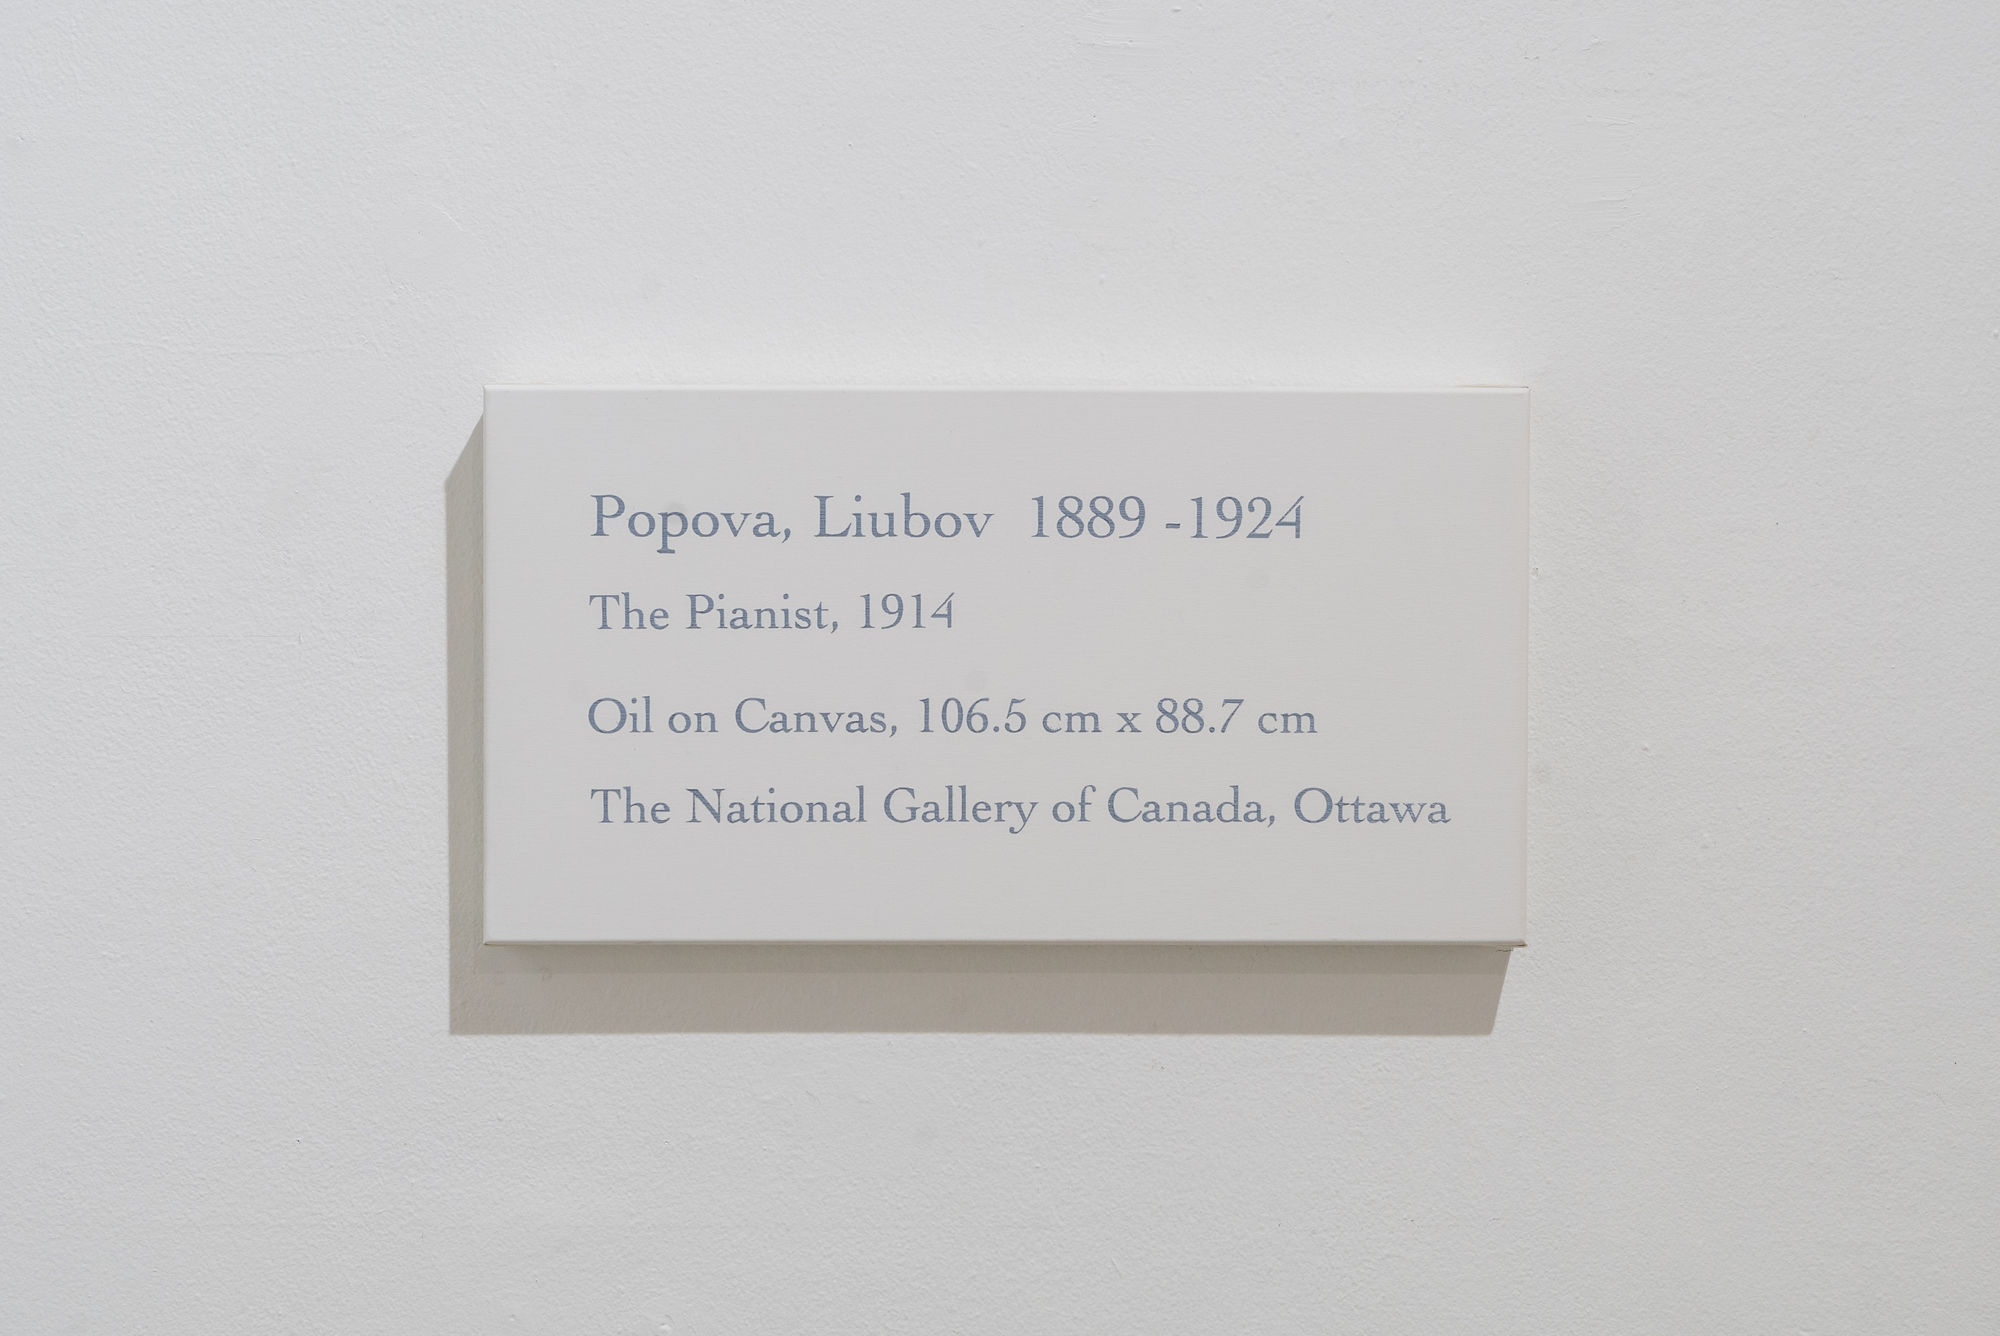 Popova, Liubov 1889 -1924
The Pianist, 1914
Oil on Canvas, 106.5 cm x 88.7 cm
The National Gallery of Canada, Ottawa